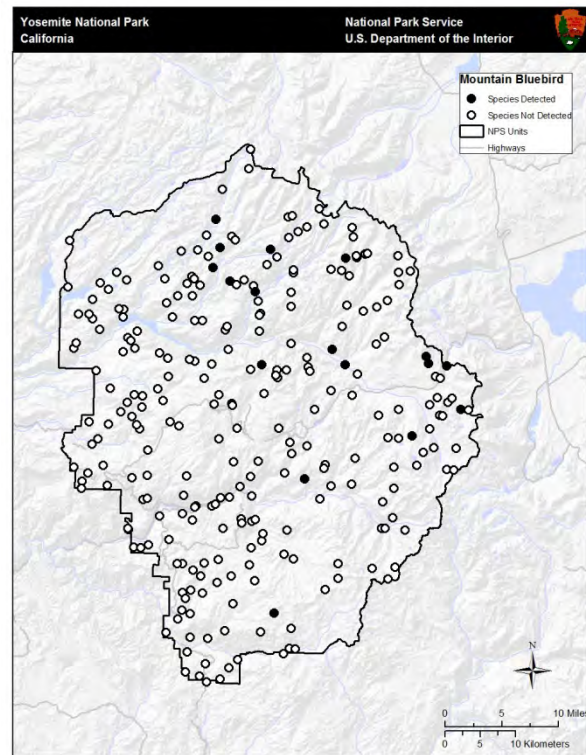 Yosemite National Park
California
National Park Service
U.S. Department of the Interior
Mountain Bluebird
Species Detected
Species Not Detected
NPS Units
Highways
N
0 5 10 Miles
0 5 10 Kilometers